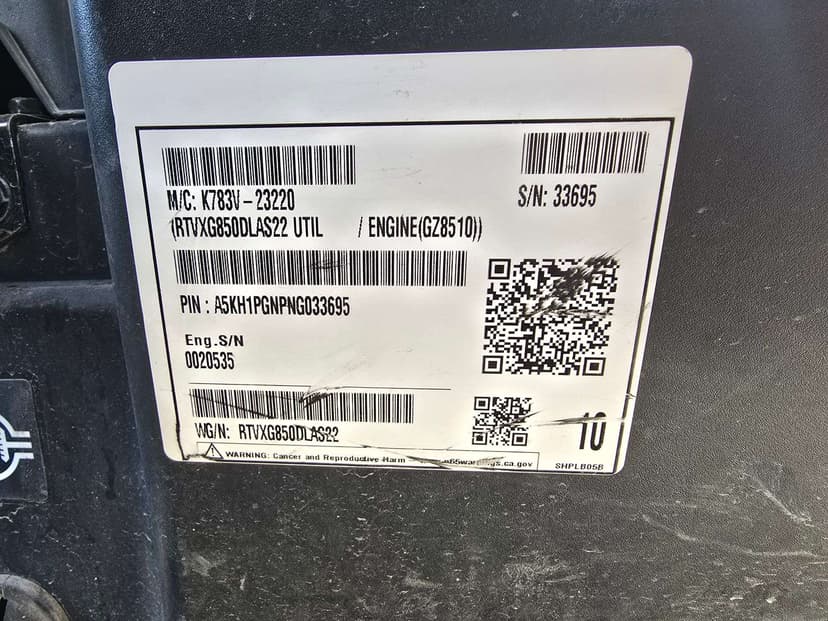 M/C: K783V-23220
S/N: 33695
(RTVXG850DLAS22 UTIL / ENGINE(GZ8510))
PIN : A5KH1PGNPNG033695
Eng.S/N
0020535
WG/N: RTVXG850DLAS22
10
WARNING: Cancer and Reproductive Harm
SHPLB05B